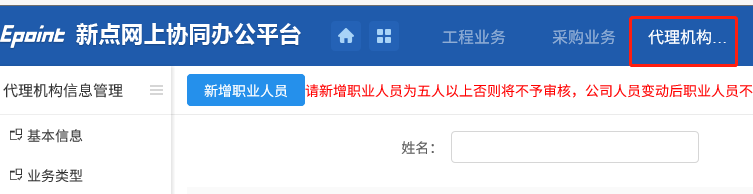 Epoint 新点网上协同办公平台 工程业务 采购业务 代理机构...
代理机构信息管理 新增职业人员 请新增职业人员为五人以上否则将不予审核，公司人员变动后职业人员不
基本信息 姓名：
业务类型